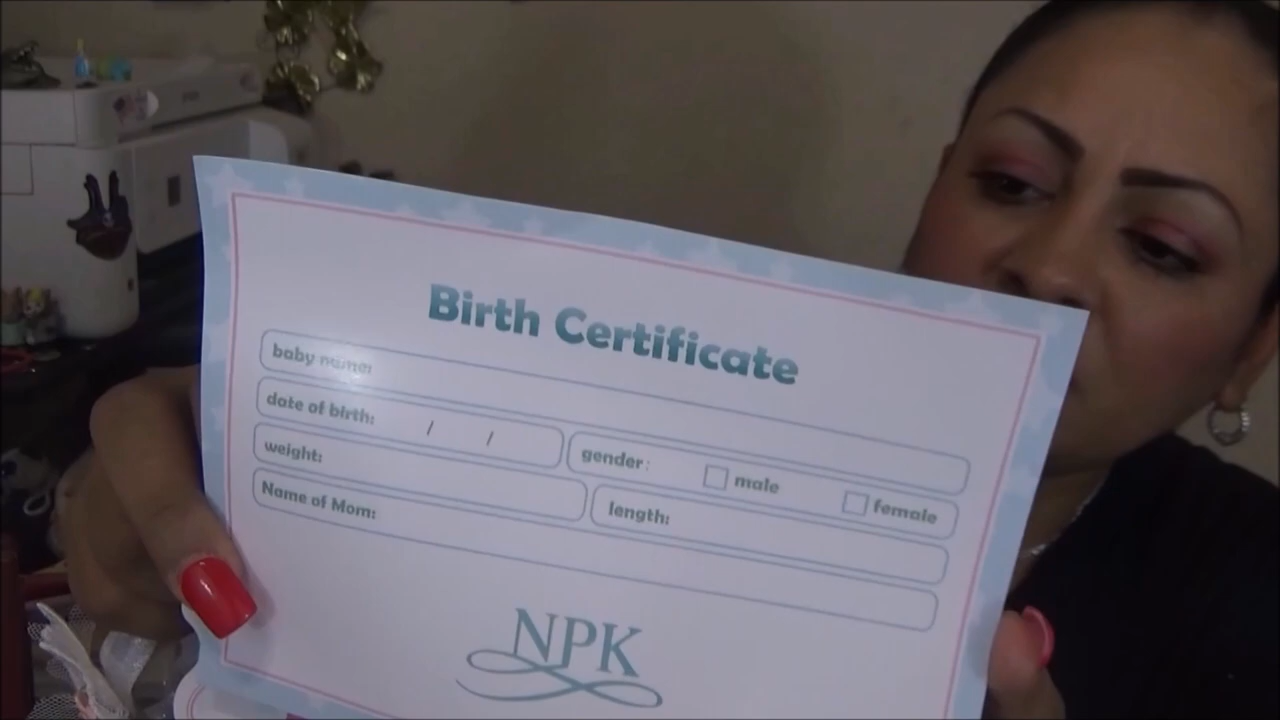 Birth Certificate
baby name:
date of birth: / /
gender: male female
weight:
length:
Name of Mom:
NPK